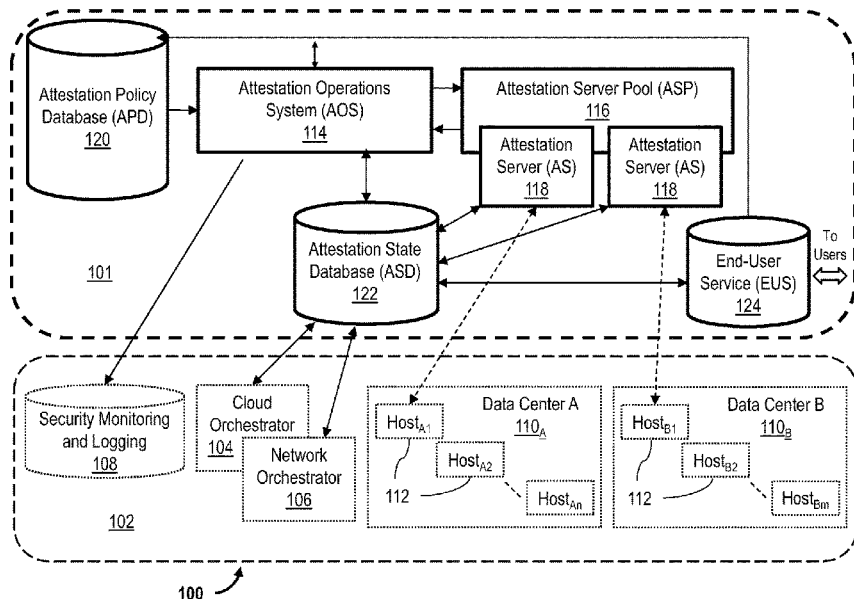 Attestation Policy
Database (APD)
120
Attestation Operations
System (AOS)
114
Attestation Server Pool (ASP)
116
Attestation
Server (AS)
118
Attestation
Server (AS)
118
Attestation State
Database (ASD)
122
End-User
Service (EUS)
124
To
Users
101
Security Monitoring
and Logging
108
Cloud
Orchestrator
104
Network
Orchestrator
106
Data Center A
110A
HostA1
HostA2
HostAn
112
Data Center B
110B
HostB1
HostB2
HostBm
112
102
100